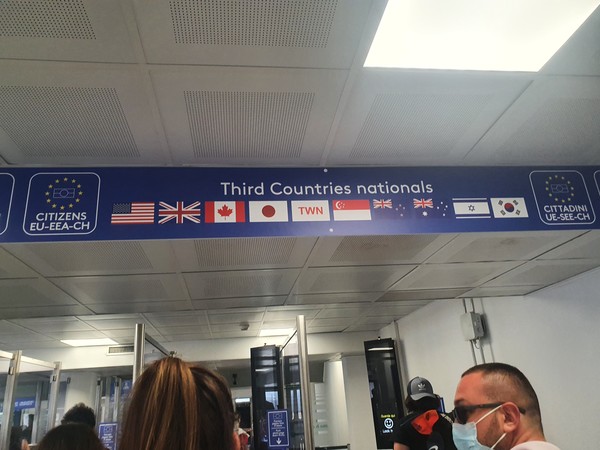 Third Countries nationals
CITIZENS
EU-EEA-CH
TWN
CITTADINI
UE-SEE-CH